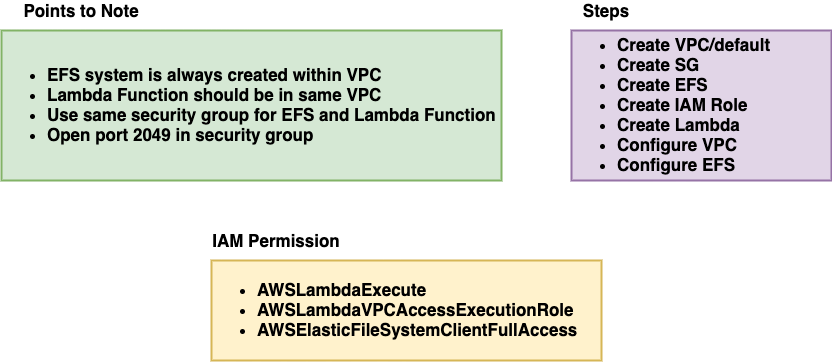 Points to Note
• EFS system is always created within VPC
• Lambda Function should be in same VPC
• Use same security group for EFS and Lambda Function
• Open port 2049 in security group
Steps
• Create VPC/default
• Create SG
• Create EFS
• Create IAM Role
• Create Lambda
• Configure VPC
• Configure EFS
IAM Permission
• AWSLambdaExecute
• AWSLambdaVPCAccessExecutionRole
• AWSElasticFileSystemClientFullAccess